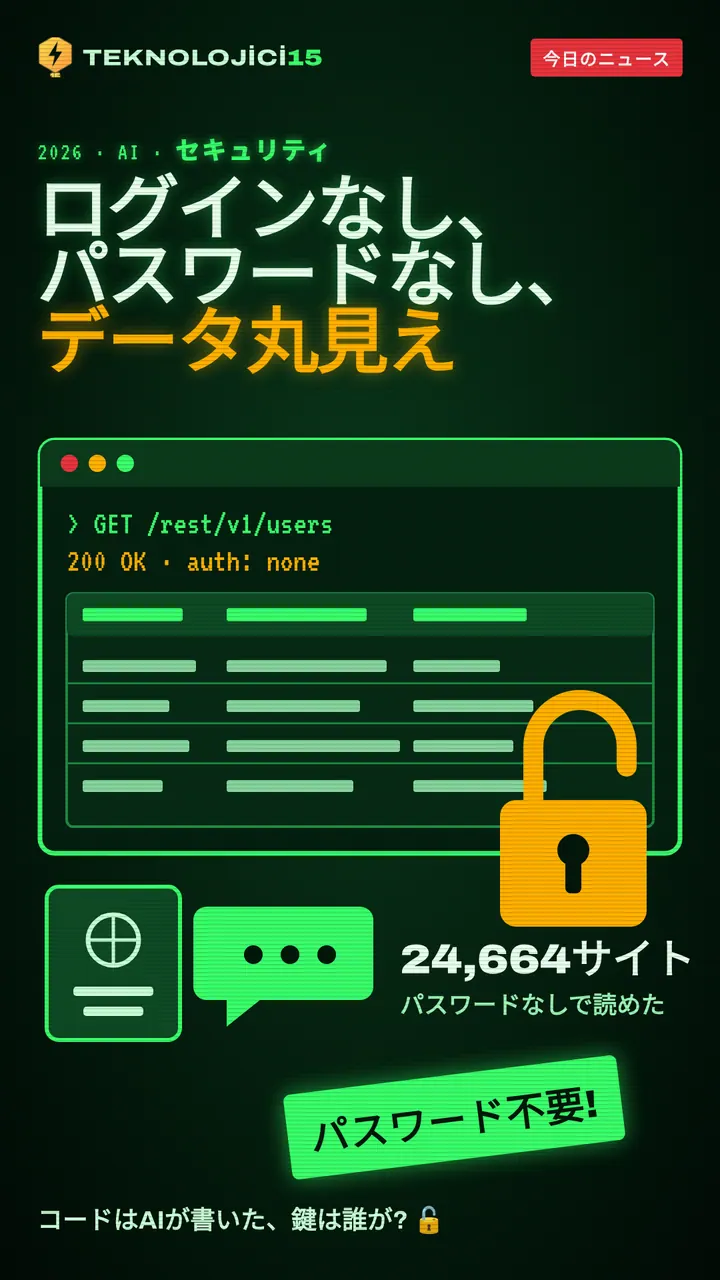 TEKNOLOJİCİ15
今日のニュース
2026 · AI · セキュリティ
ログインなし、
パスワードなし、
データ丸見え
❯ GET /rest/v1/users
200 OK · auth: none
24,664サイト
パスワードなしで読めた
パスワード不要!
コードはAIが書いた、鍵は誰が? 🔓